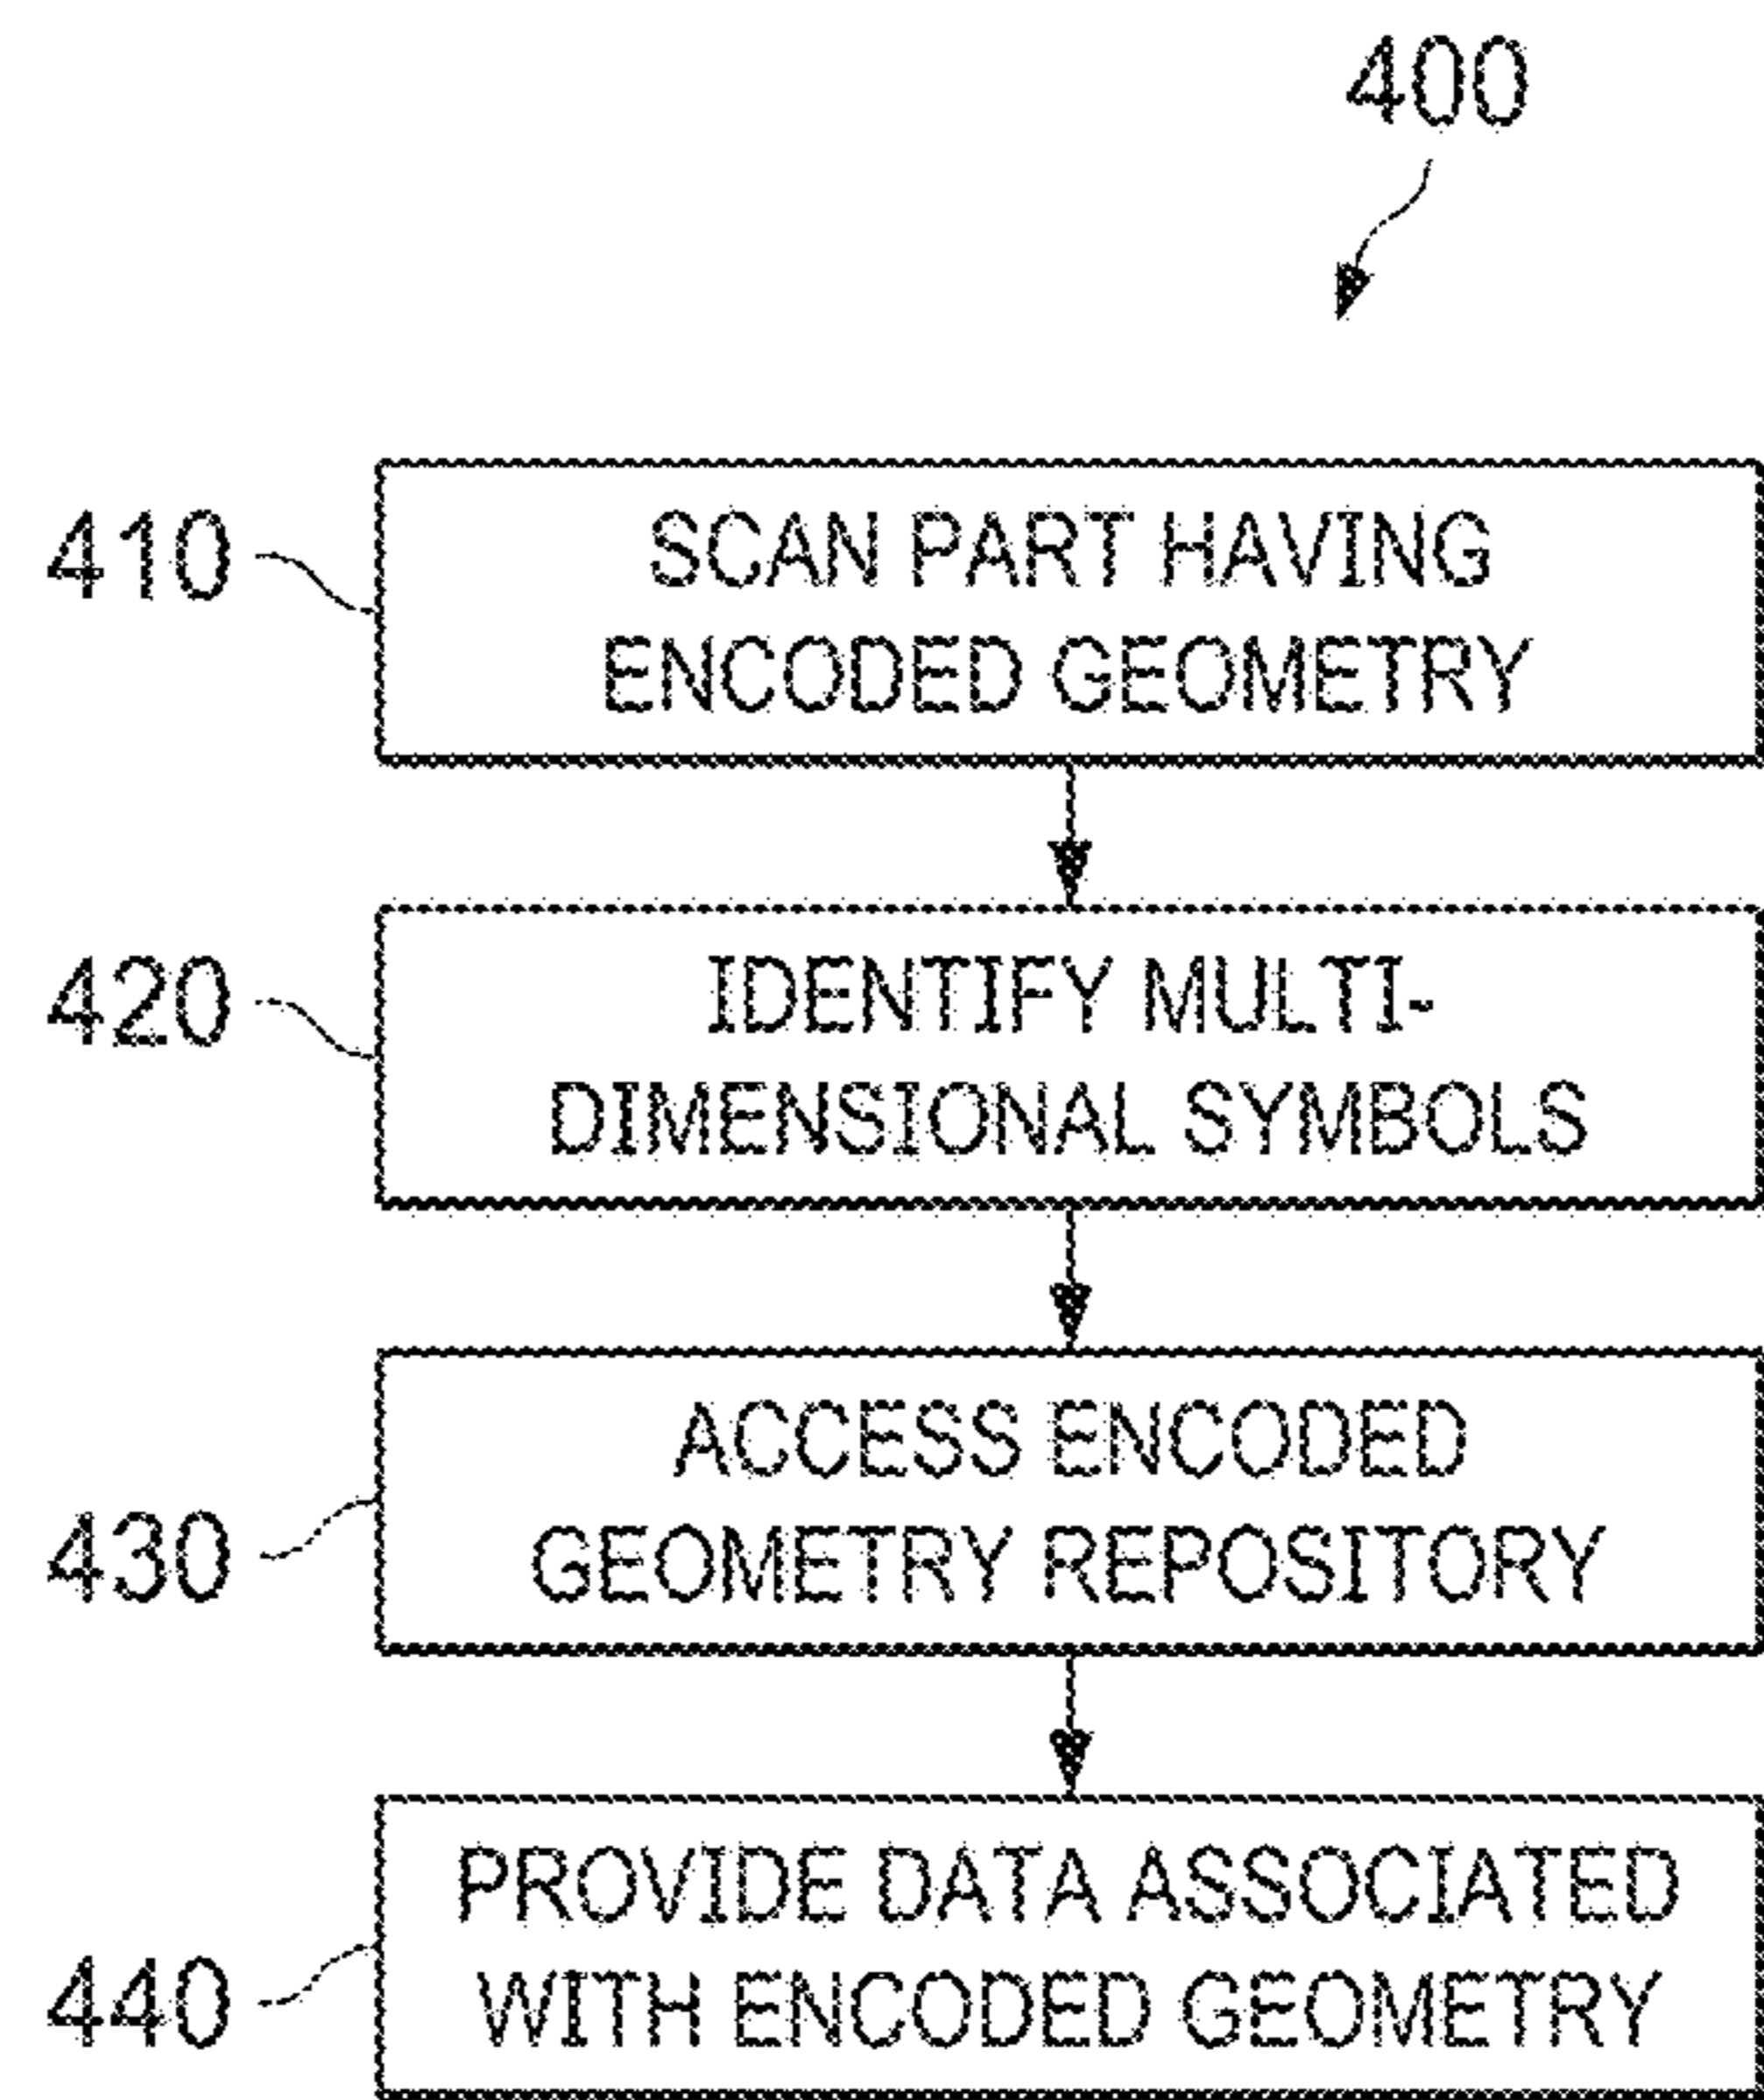 400
410
SCAN PART HAVING
ENCODED GEOMETRY
420
IDENTIFY MULTI-
DIMENSIONAL SYMBOLS
430
ACCESS ENCODED
GEOMETRY REPOSITORY
440
PROVIDE DATA ASSOCIATED
WITH ENCODED GEOMETRY